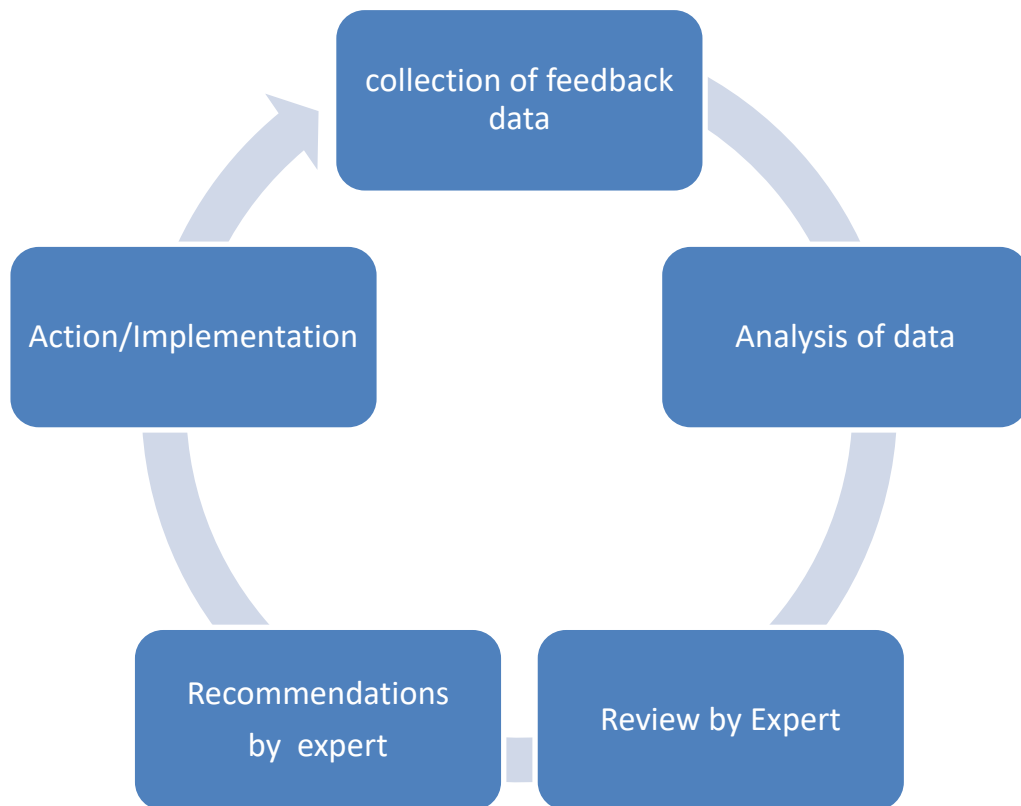 collection of feedback
data
Analysis of data
Review by Expert
Recommendations
by  expert
Action/Implementation